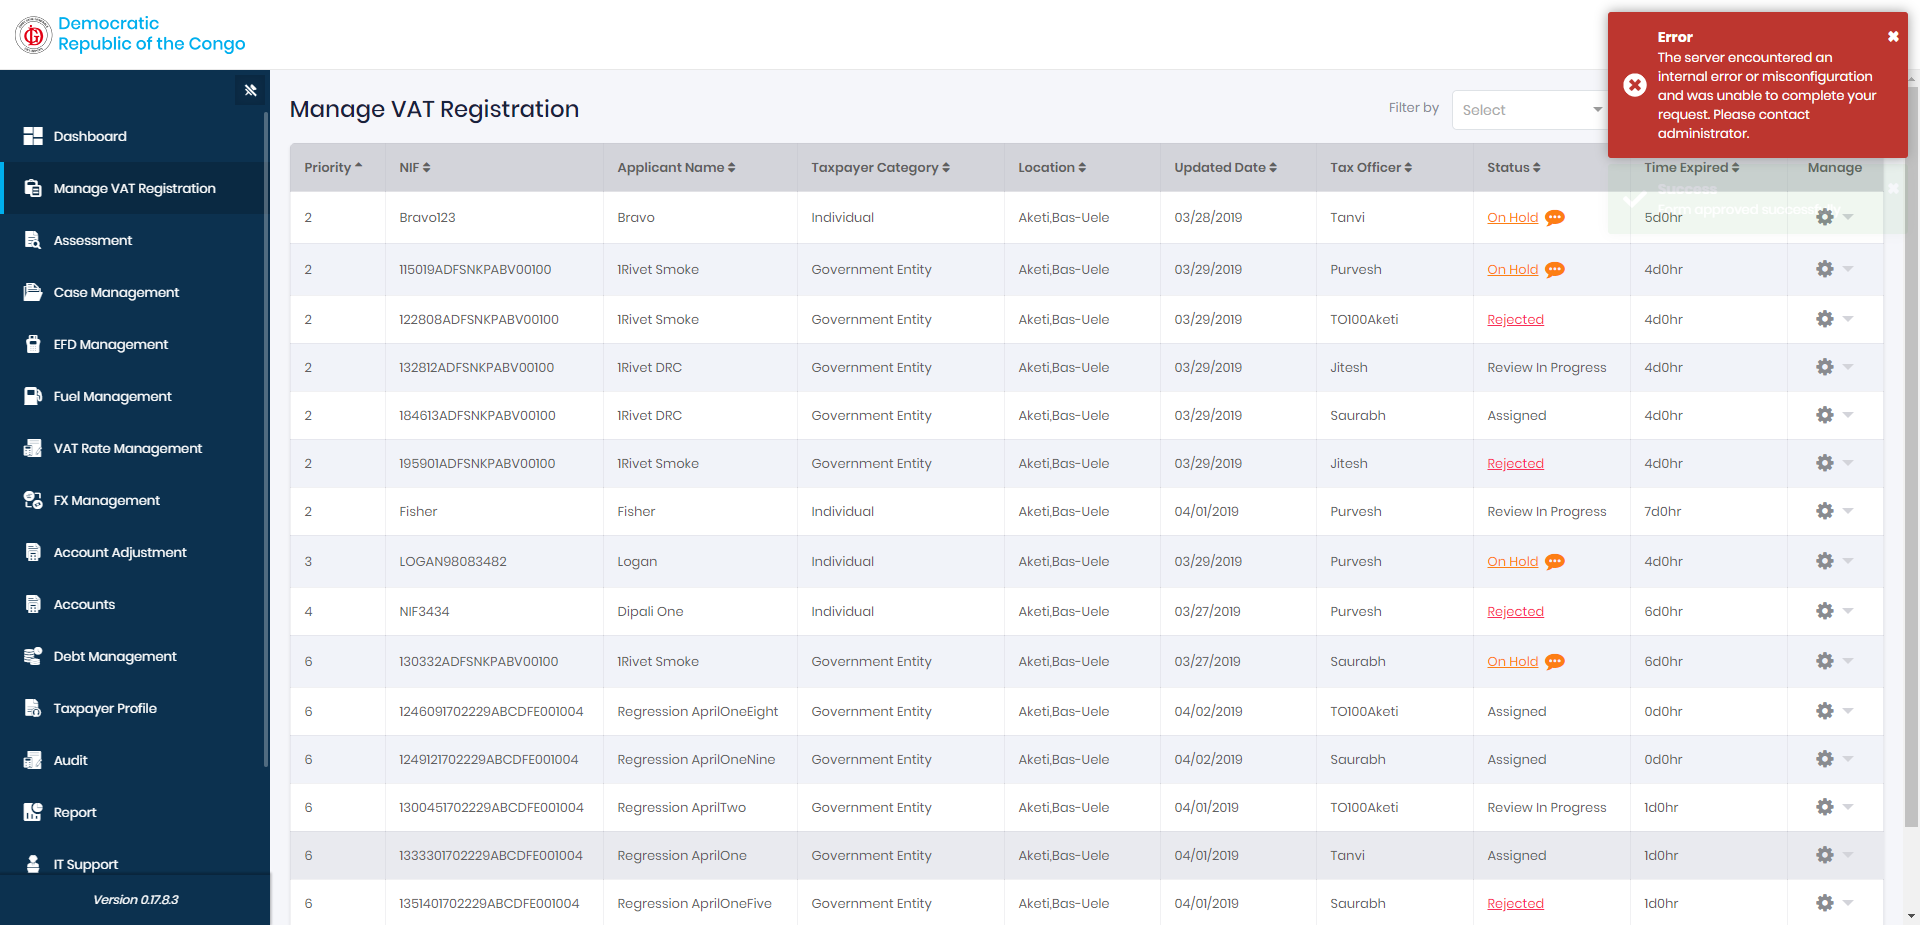 Democratic
Republic of the Congo
Error
The server encountered an
internal error or misconfiguration
and was unable to complete your
request. Please contact
administrator.
Success
Form approved successfully
Dashboard
Manage VAT Registration
Assessment
Case Management
EFD Management
Fuel Management
VAT Rate Management
FX Management
Account Adjustment
Accounts
Debt Management
Taxpayer Profile
Audit
Report
IT Support
Version 0.17.8.3
Manage VAT Registration
Filter by Select
Priority NIF Applicant Name Taxpayer Category Location Updated Date Tax Officer Status Time Expired Manage
2 Bravo123 Bravo Individual Aketi,Bas-Uele 03/28/2019 Tanvi On Hold 5d0hr
2 115019ADFSNKPABV00100 1Rivet Smoke Government Entity Aketi,Bas-Uele 03/29/2019 Purvesh On Hold 4d0hr
2 122808ADFSNKPABV00100 1Rivet Smoke Government Entity Aketi,Bas-Uele 03/29/2019 TO100Aketi Rejected 4d0hr
2 132812ADFSNKPABV00100 1Rivet DRC Government Entity Aketi,Bas-Uele 03/29/2019 Jitesh Review In Progress 4d0hr
2 184613ADFSNKPABV00100 1Rivet DRC Government Entity Aketi,Bas-Uele 03/29/2019 Saurabh Assigned 4d0hr
2 195901ADFSNKPABV00100 1Rivet Smoke Government Entity Aketi,Bas-Uele 03/29/2019 Jitesh Rejected 4d0hr
2 Fisher Fisher Individual Aketi,Bas-Uele 04/01/2019 Purvesh Review In Progress 7d0hr
3 LOGAN98083482 Logan Individual Aketi,Bas-Uele 03/29/2019 Purvesh On Hold 4d0hr
4 NIF3434 Dipali One Individual Aketi,Bas-Uele 03/27/2019 Purvesh Rejected 6d0hr
6 130332ADFSNKPABV00100 1Rivet Smoke Government Entity Aketi,Bas-Uele 03/27/2019 Saurabh On Hold 6d0hr
6 1246091702229ABCDFE001004 Regression AprilOneEight Government Entity Aketi,Bas-Uele 04/02/2019 TO100Aketi Assigned 0d0hr
6 1249121702229ABCDFE001004 Regression AprilOneNine Government Entity Aketi,Bas-Uele 04/02/2019 Saurabh Assigned 0d0hr
6 1300451702229ABCDFE001004 Regression AprilTwo Government Entity Aketi,Bas-Uele 04/01/2019 TO100Aketi Review In Progress 1d0hr
6 1333301702229ABCDFE001004 Regression AprilOne Government Entity Aketi,Bas-Uele 04/01/2019 Tanvi Assigned 1d0hr
6 1351401702229ABCDFE001004 Regression AprilOneFive Government Entity Aketi,Bas-Uele 04/01/2019 Saurabh Rejected 1d0hr